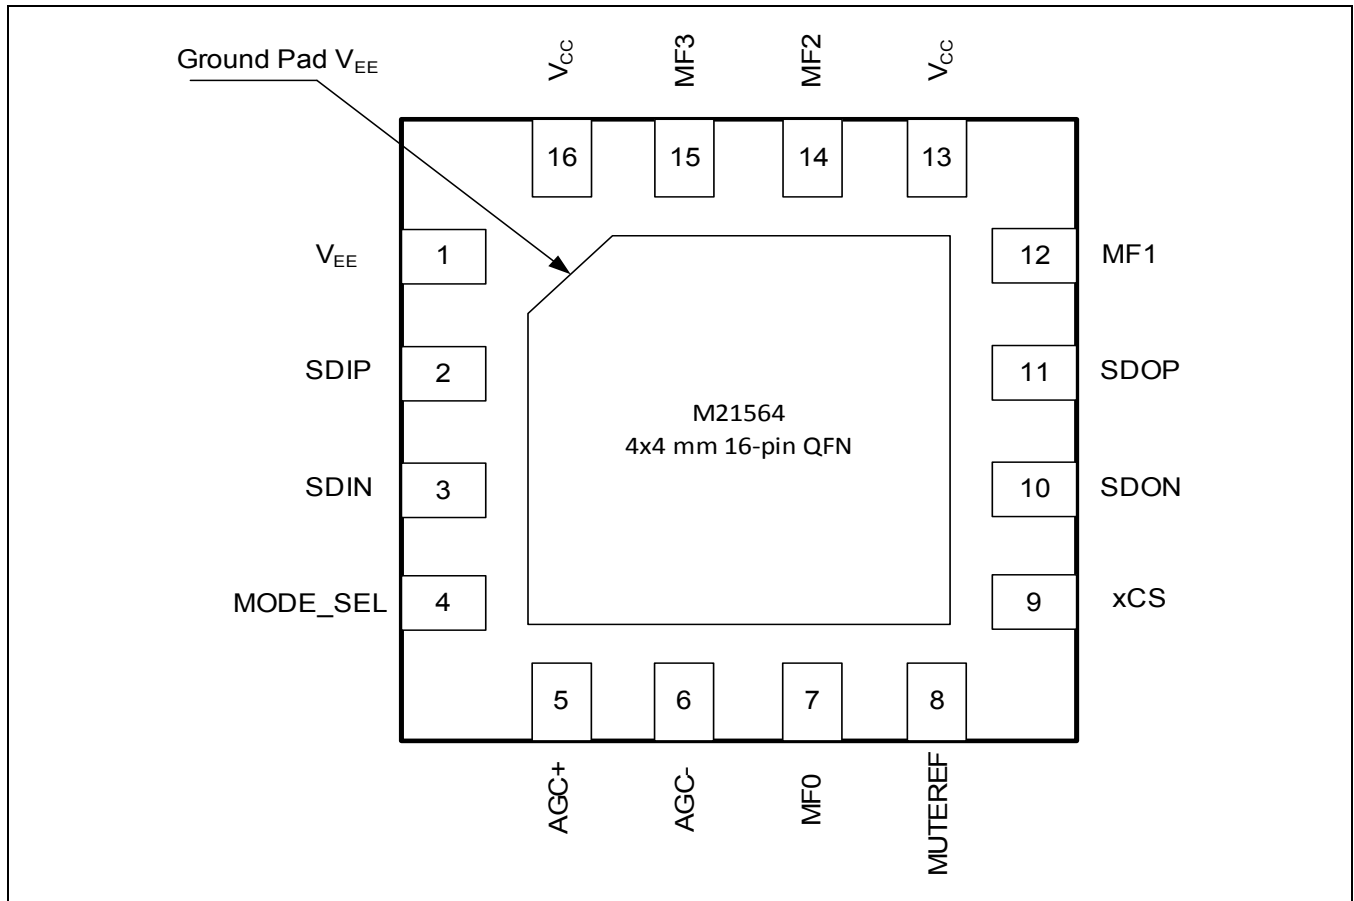 Ground Pad VEE
VCC
MF3
MF2
VCC
16
15
14
13
VEE
1
12
MF1
SDIP
2
11
SDOP
M21564
4x4 mm 16-pin QFN
SDIN
3
10
SDON
MODE_SEL
4
9
xCS
5
6
7
8
AGC+
AGC-
MF0
MUTEREF